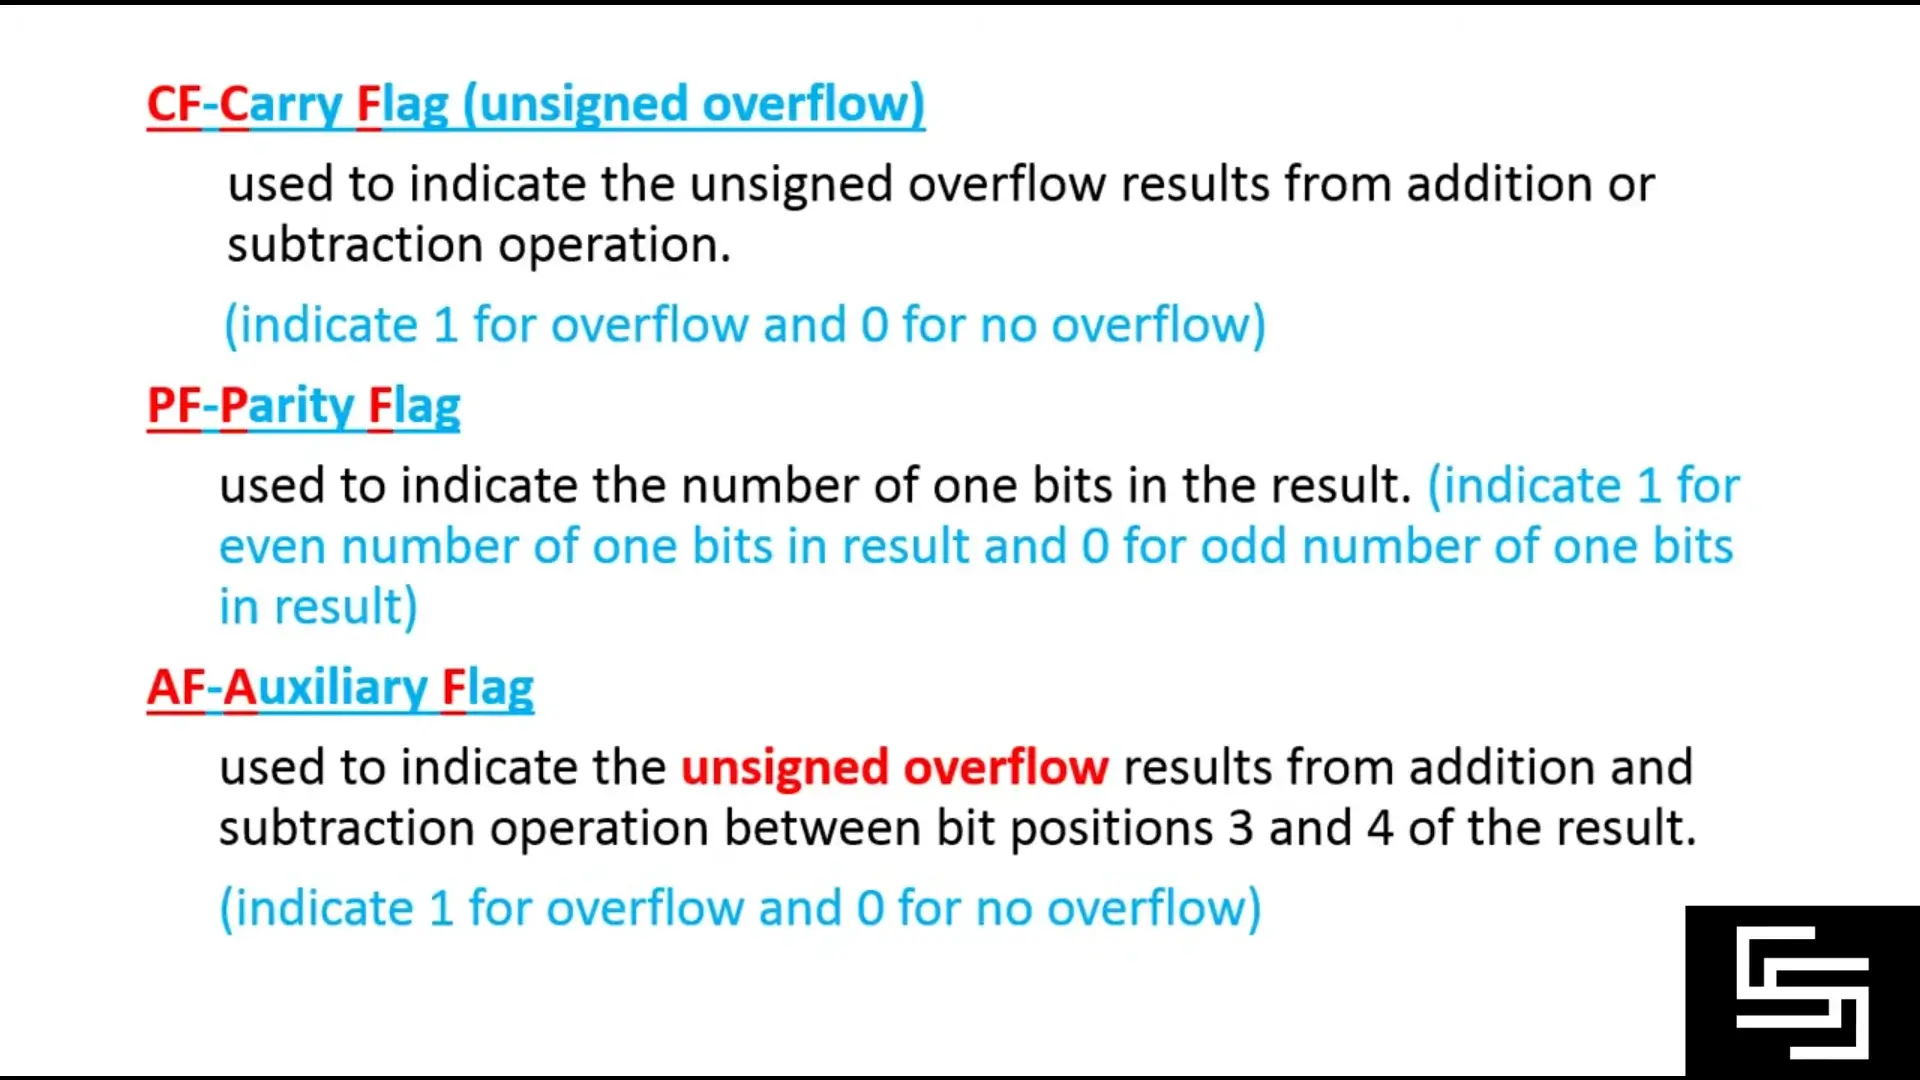 CF-Carry Flag (unsigned overflow)
used to indicate the unsigned overflow results from addition or
subtraction operation.
(indicate 1 for overflow and 0 for no overflow)
PF-Parity Flag
used to indicate the number of one bits in the result. (indicate 1 for
even number of one bits in result and 0 for odd number of one bits
in result)
AF-Auxiliary Flag
used to indicate the unsigned overflow results from addition and
subtraction operation between bit positions 3 and 4 of the result.
(indicate 1 for overflow and 0 for no overflow)